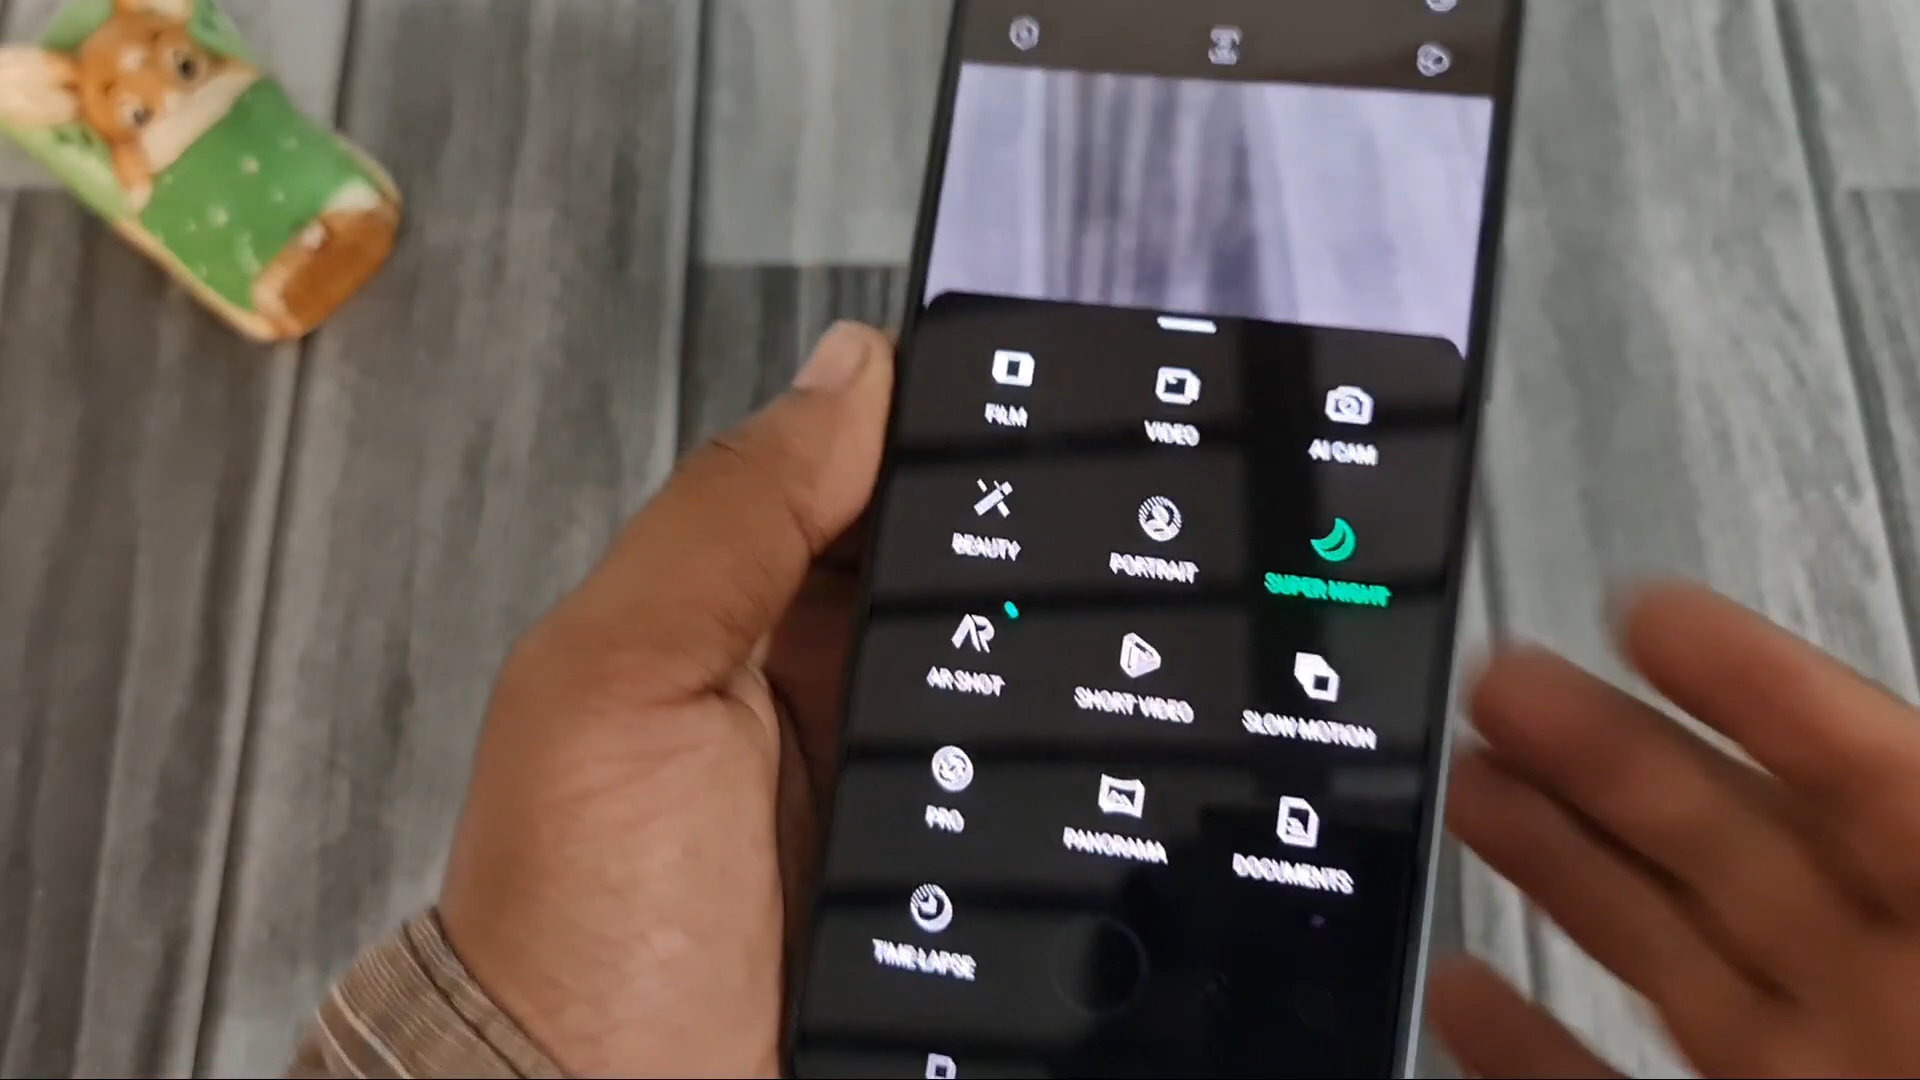 FILM
VIDEO
AI CAM
BEAUTY
PORTRAIT
SUPER NIGHT
AR SHOT
SHORT VIDEO
SLOW MOTION
PRO
PANORAMA
DOCUMENTS
TIME-LAPSE